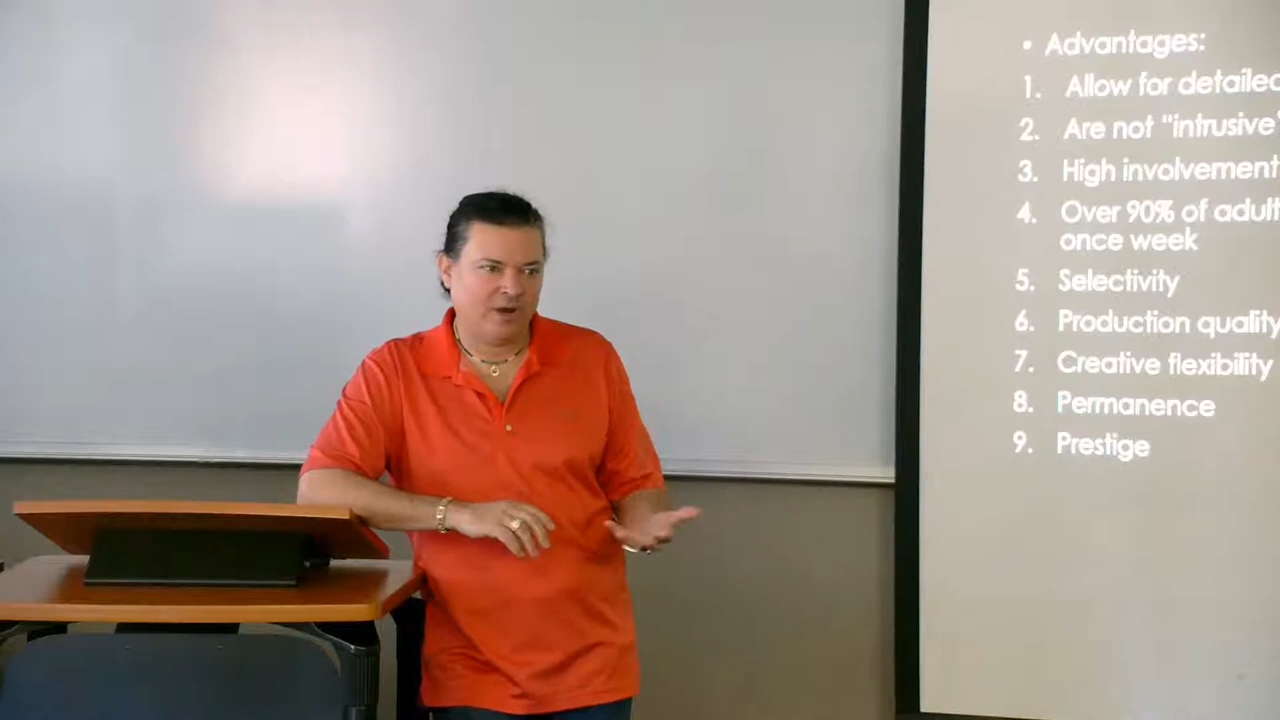 • Advantages:
1. Allow for detailed
2. Are not "intrusive"
3. High involvement
4. Over 90% of adult
once week
5. Selectivity
6. Production quality
7. Creative flexibility
8. Permanence
9. Prestige